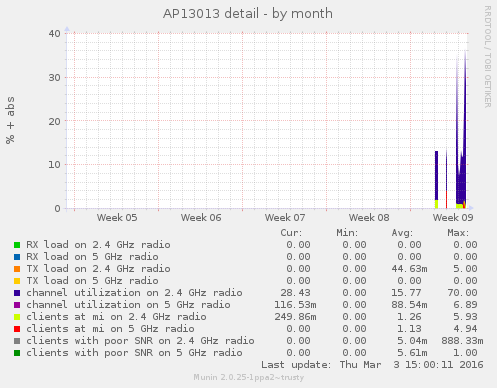 AP13013 detail - by month
RRDTOOL / TOBI OETIKER
% + abs
40
30
20
10
0
Week 05 Week 06 Week 07 Week 08 Week 09
Cur: Min: Avg: Max:
RX load on 2.4 GHz radio 0.00 0.00 0.00 0.00
RX load on 5 GHz radio 0.00 0.00 0.00 0.00
TX load on 2.4 GHz radio 0.00 0.00 44.63m 5.00
TX load on 5 GHz radio 0.00 0.00 0.00 0.00
channel utilization on 2.4 GHz radio 28.43 0.00 15.77 70.00
channel utilization on 5 GHz radio 116.53m 0.00 88.54m 6.89
clients at mi on 2.4 GHz radio 249.86m 0.00 1.26 5.93
clients at mi on 5 GHz radio 0.00 0.00 1.13 4.94
clients with poor SNR on 2.4 GHz radio 0.00 0.00 5.04m 888.33m
clients with poor SNR on 5 GHz radio 0.00 0.00 5.61m 1.00
Last update: Thu Mar 3 15:00:11 2016
Munin 2.0.25-1ppa2~trusty